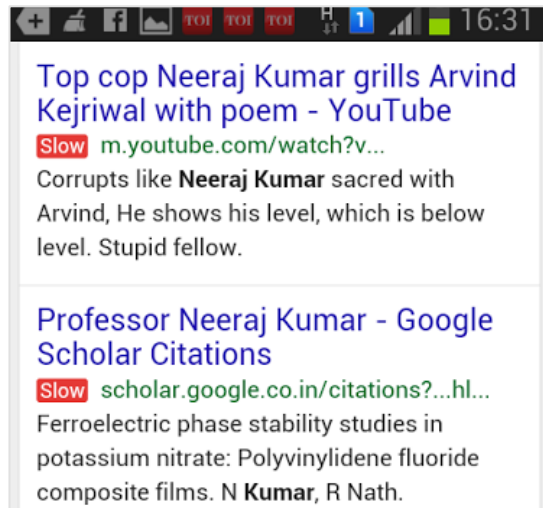 TOI TOI TOI H 1 16:31
Top cop Neeraj Kumar grills Arvind
Kejriwal with poem - YouTube
Slow m.youtube.com/watch?v...
Corrupts like Neeraj Kumar sacred with
Arvind, He shows his level, which is below
level. Stupid fellow.
Professor Neeraj Kumar - Google
Scholar Citations
Slow scholar.google.co.in/citations?...hl...
Ferroelectric phase stability studies in
potassium nitrate: Polyvinylidene fluoride
composite films. N Kumar, R Nath.